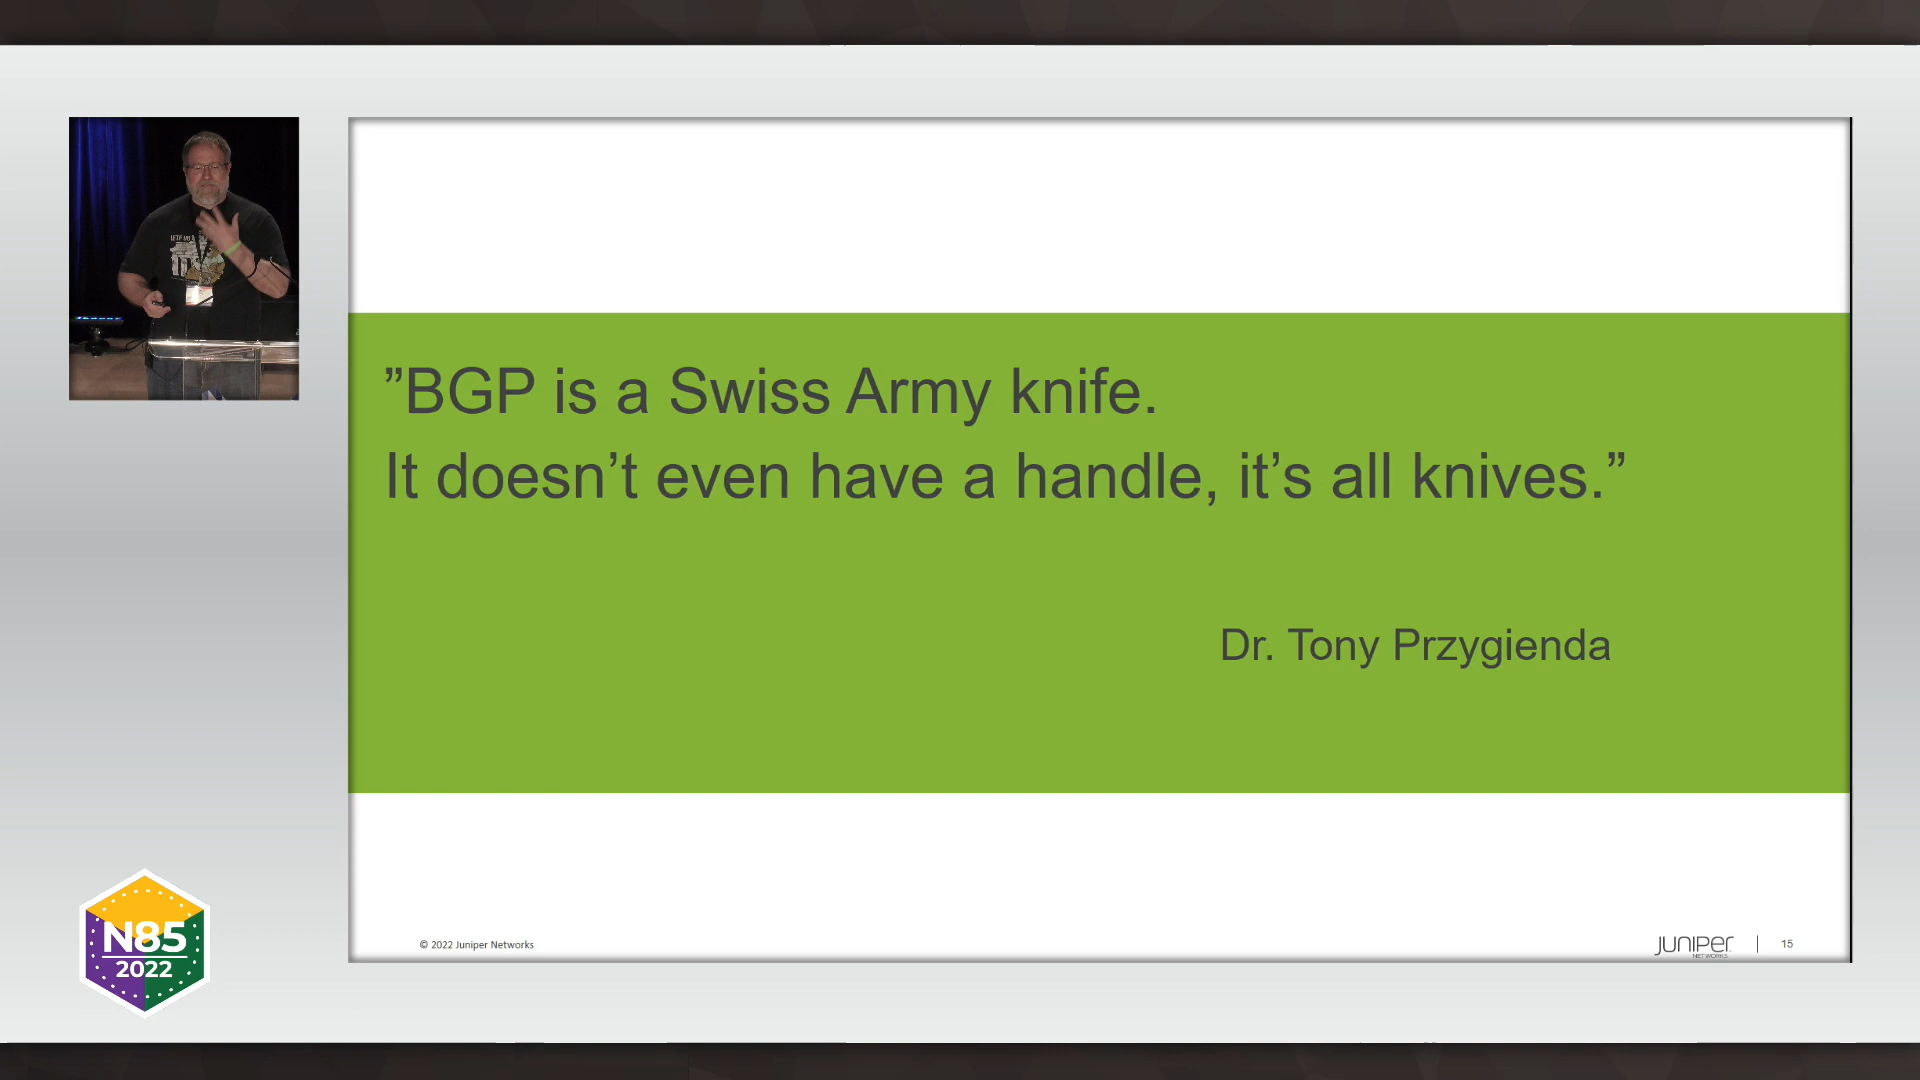 ”BGP is a Swiss Army knife.
It doesn’t even have a handle, it’s all knives.”
Dr. Tony Przygienda
© 2022 Juniper Networks
JUNIPEr
NETWORKS
15
N85
2022